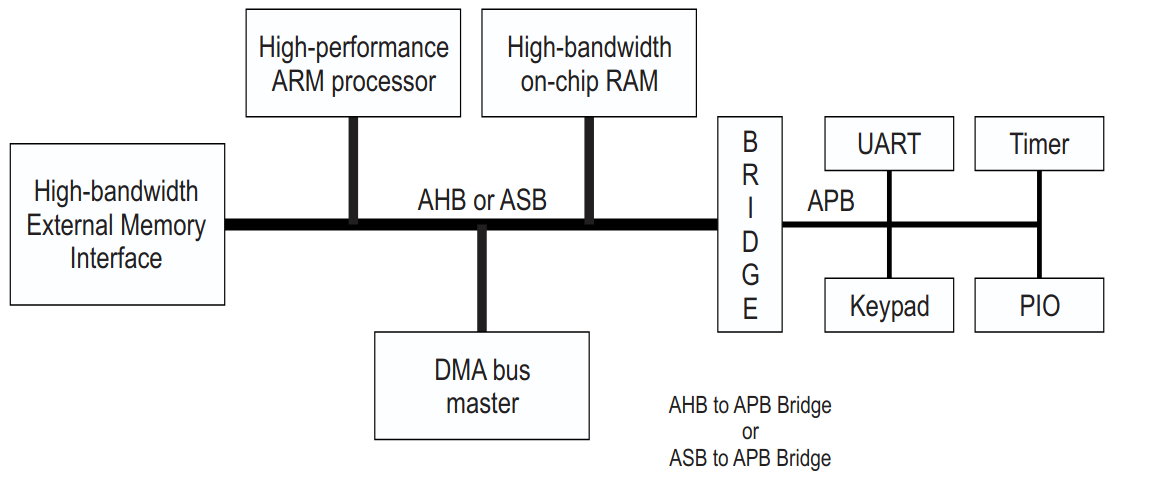 High-performance
ARM processor
High-bandwidth
on-chip RAM
High-bandwidth
External Memory
Interface
AHB or ASB
B
R
I
D
G
E
APB
UART
Timer
Keypad
PIO
DMA bus
master
AHB to APB Bridge
or
ASB to APB Bridge